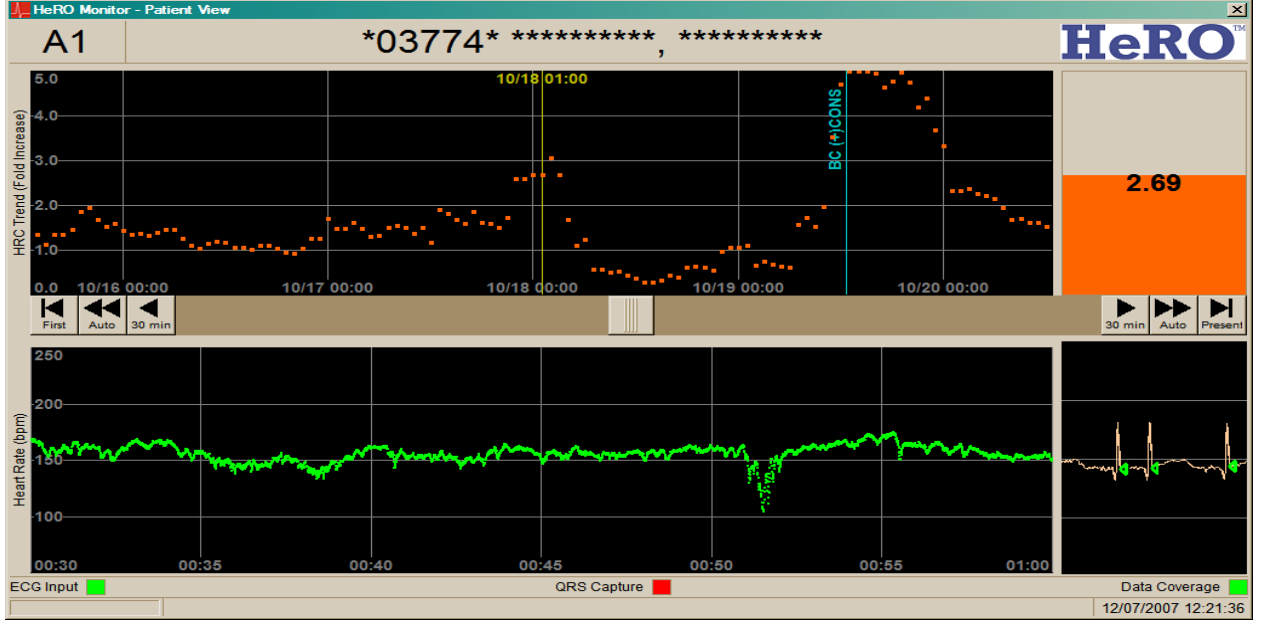 HeRO Monitor - Patient View
A1
*03774* **********, **********
HeRO™
HRC Trend (Fold Increase)
5.0
4.0
3.0
2.0
1.0
0.0
10/18 01:00
BC (+)CONS
10/16 00:00
10/17 00:00
10/18 00:00
10/19 00:00
10/20 00:00
2.69
First
Auto
30 min
30 min
Auto
Present
Heart Rate (bpm)
250
200
150
100
00:30
00:35
00:40
00:45
00:50
00:55
01:00
ECG Input
QRS Capture
Data Coverage
12/07/2007 12:21:36